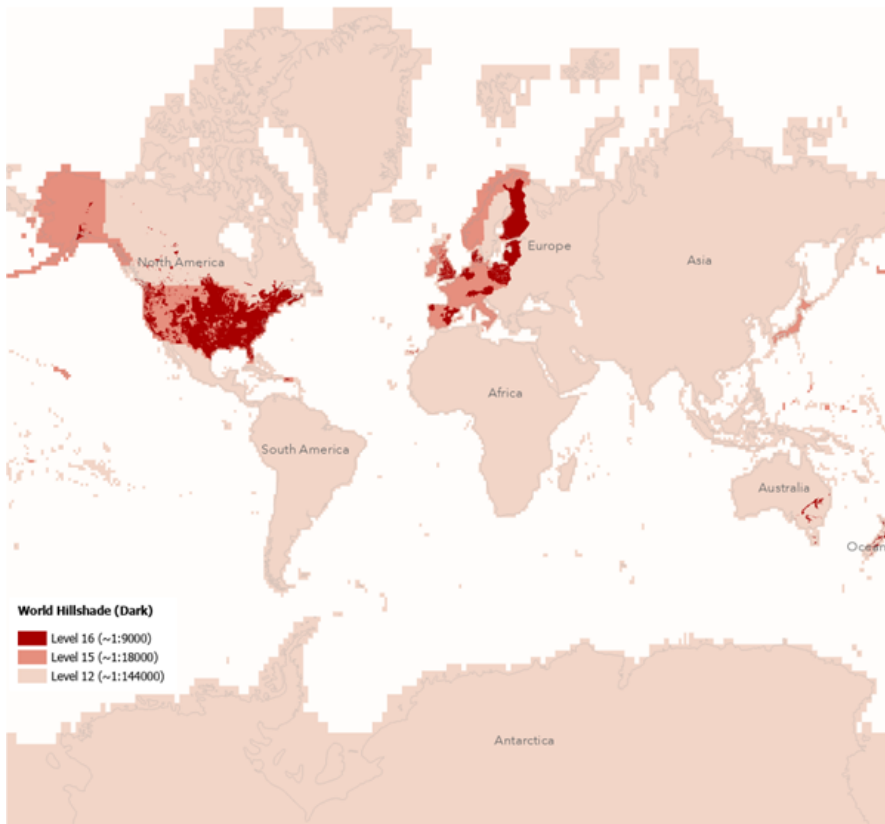 Europe
Asia
North America
Africa
South America
Australia
Ocean
World Hillshade (Dark)
Level 16 (~1:9000)
Level 15 (~1:18000)
Level 12 (~1:144000)
Antarctica